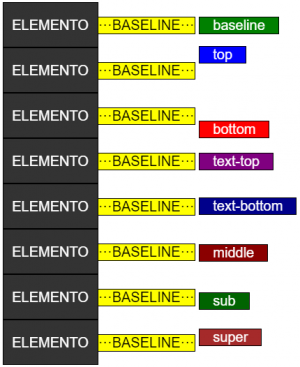 ELEMENTO ···BASELINE··· baseline
ELEMENTO ···BASELINE··· top
ELEMENTO ···BASELINE··· bottom
ELEMENTO ···BASELINE··· text-top
ELEMENTO ···BASELINE··· text-bottom
ELEMENTO ···BASELINE··· middle
ELEMENTO ···BASELINE··· sub
ELEMENTO ···BASELINE··· super